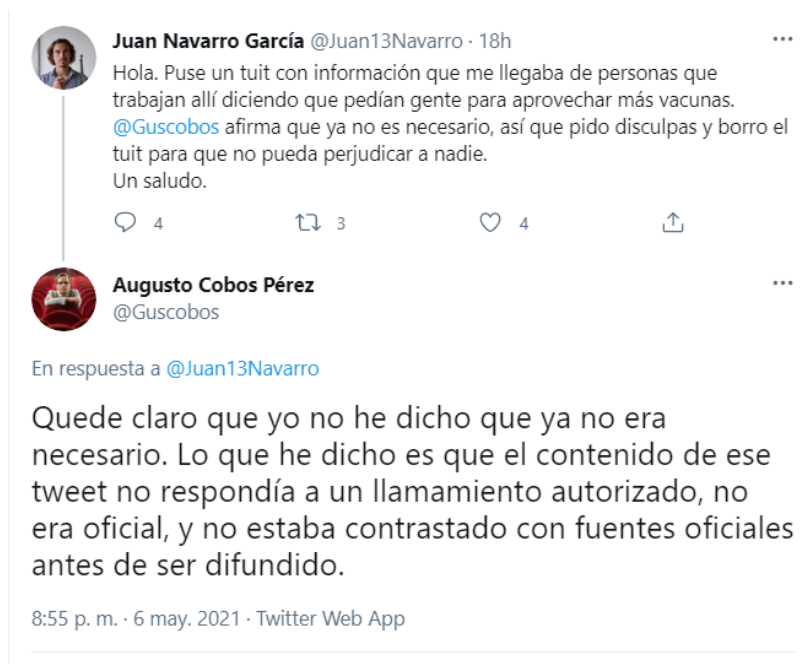 Juan Navarro García @Juan13Navarro · 18h
Hola. Puse un tuit con información que me llegaba de personas que
trabajan allí diciendo que pedían gente para aprovechar más vacunas.
@Guscobos afirma que ya no es necesario, así que pido disculpas y borro el
tuit para que no pueda perjudicar a nadie.
Un saludo.
4 3 4
Augusto Cobos Pérez
@Guscobos
En respuesta a @Juan13Navarro
Quede claro que yo no he dicho que ya no era
necesario. Lo que he dicho es que el contenido de ese
tweet no respondía a un llamamiento autorizado, no
era oficial, y no estaba contrastado con fuentes oficiales
antes de ser difundido.
8:55 p. m. · 6 may. 2021 · Twitter Web App